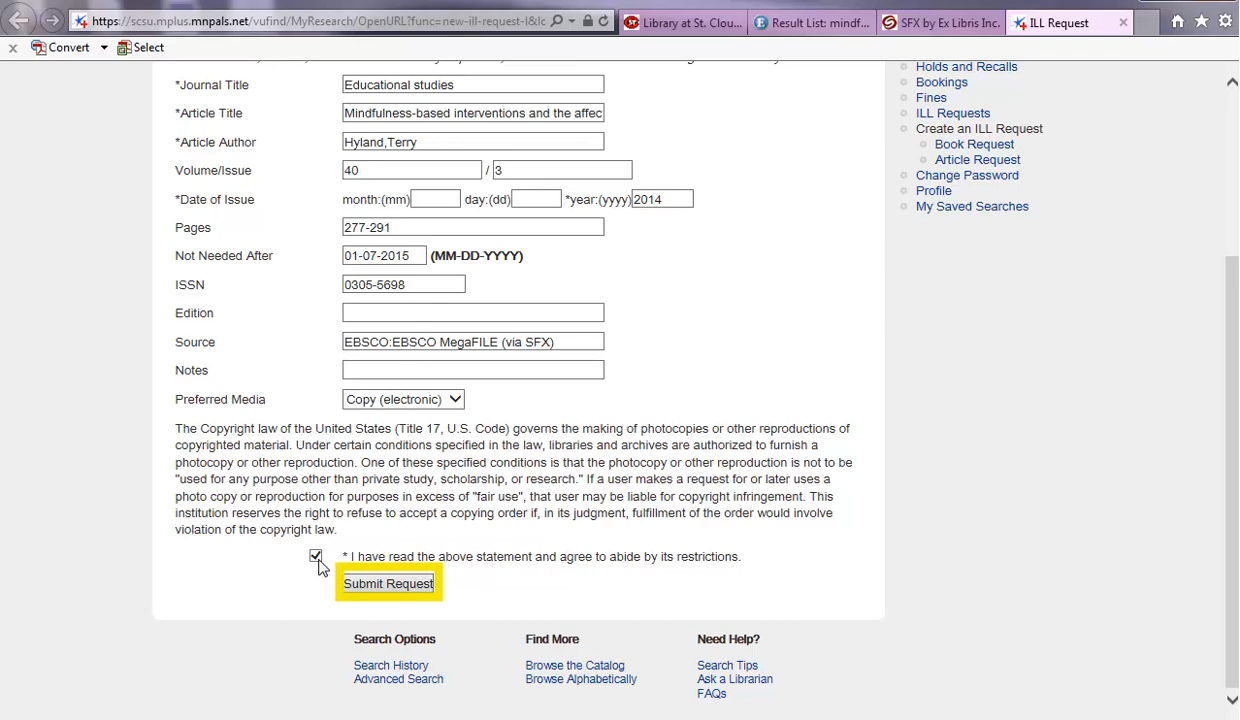 https://scsu.mplus.mnpals.net/vufind/MyResearch/OpenURL?func=new-ill-request-l&lc
Library at St. Clou...
Result List: mindf...
SFX by Ex Libris Inc.
ILL Request
x Convert Select
*Journal Title Educational studies
*Article Title Mindfulness-based interventions and the affec
*Article Author Hyland,Terry
Volume/Issue 40 / 3
*Date of Issue month:(mm) day:(dd) *year:(yyyy) 2014
Pages 277-291
Not Needed After 01-07-2015 (MM-DD-YYYY)
ISSN 0305-5698
Edition
Source EBSCO:EBSCO MegaFILE (via SFX)
Notes
Preferred Media Copy (electronic)
The Copyright law of the United States (Title 17, U.S. Code) governs the making of photocopies or other reproductions of
copyrighted material. Under certain conditions specified in the law, libraries and archives are authorized to furnish a
photocopy or other reproduction. One of these specified conditions is that the photocopy or other reproduction is not to be
"used for any purpose other than private study, scholarship, or research." If a user makes a request for or later uses a
photo copy or reproduction for purposes in excess of "fair use", that user may be liable for copyright infringement. This
institution reserves the right to refuse to accept a copying order if, in its judgment, fulfillment of the order would involve
violation of the copyright law.
* I have read the above statement and agree to abide by its restrictions.
Submit Request
Holds and Recalls
Bookings
Fines
ILL Requests
Create an ILL Request
Book Request
Article Request
Change Password
Profile
My Saved Searches
Search Options
Search History
Advanced Search
Find More
Browse the Catalog
Browse Alphabetically
Need Help?
Search Tips
Ask a Librarian
FAQs